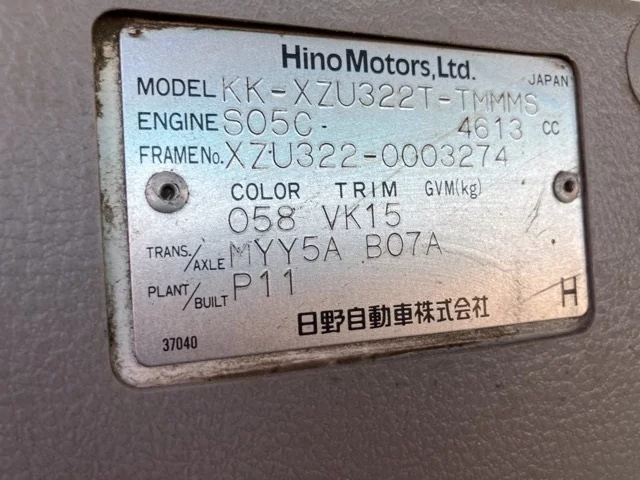 Hino Motors, Ltd.
JAPAN
MODEL KK-XZU322T-TMMMS
ENGINE S05C 4613 CC
FRAME No. XZU322-0003274
COLOR TRIM GVM(kg)
058 VK15
TRANS./AXLE MYY5A B07A
PLANT/BUILT P11
日野自動車株式会社 H
37040